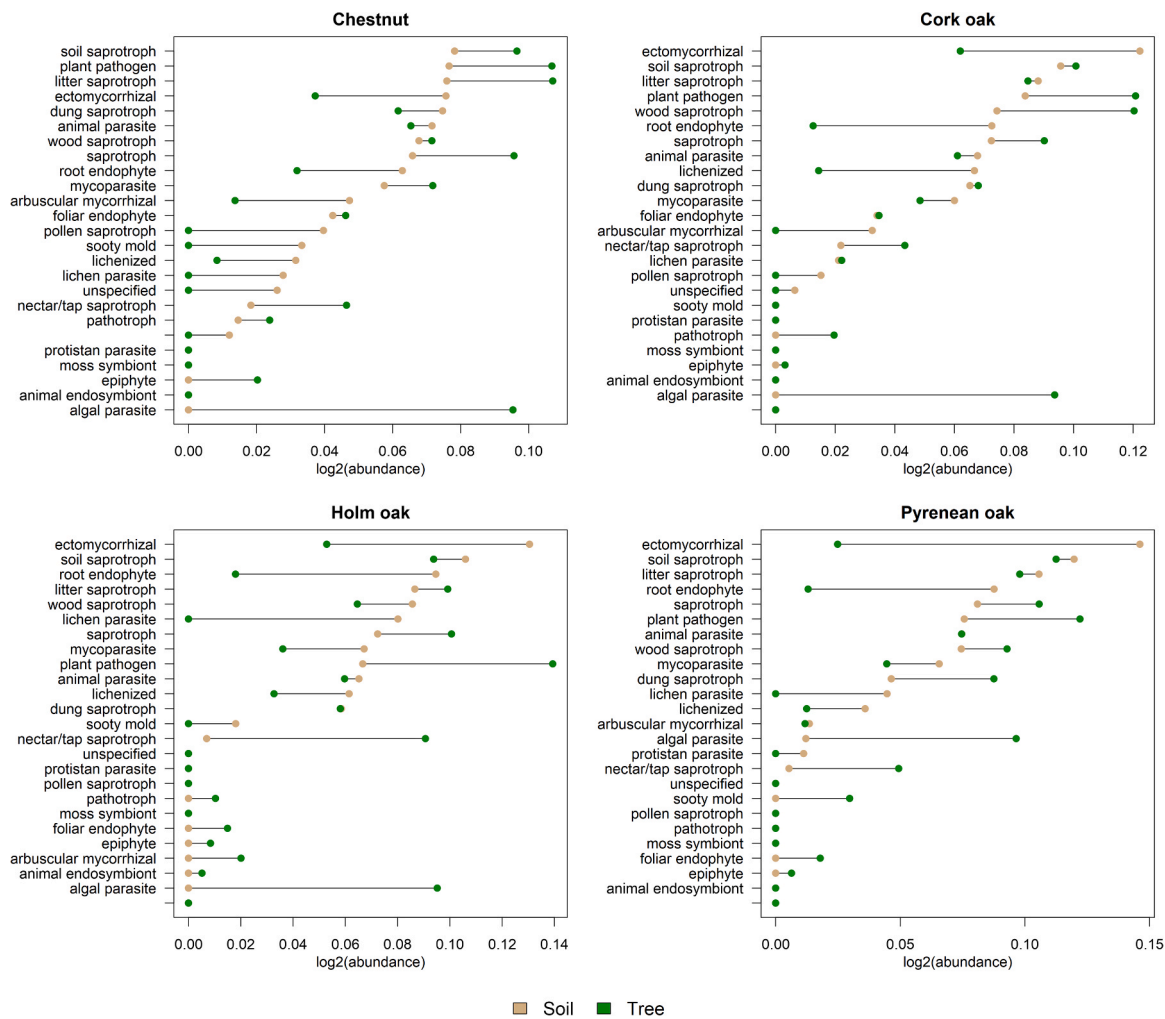 Chestnut
soil saprotroph
plant pathogen
litter saprotroph
ectomycorrhizal
dung saprotroph
animal parasite
wood saprotroph
saprotroph
root endophyte
mycoparasite
arbuscular mycorrhizal
foliar endophyte
pollen saprotroph
sooty mold
lichenized
lichen parasite
unspecified
nectar/tap saprotroph
pathotroph
protistan parasite
moss symbiont
epiphyte
animal endosymbiont
algal parasite
0.00 0.02 0.04 0.06 0.08 0.10
log2(abundance)
Cork oak
ectomycorrhizal
soil saprotroph
litter saprotroph
plant pathogen
wood saprotroph
root endophyte
saprotroph
animal parasite
lichenized
dung saprotroph
mycoparasite
foliar endophyte
arbuscular mycorrhizal
nectar/tap saprotroph
lichen parasite
pollen saprotroph
unspecified
sooty mold
protistan parasite
pathotroph
moss symbiont
epiphyte
animal endosymbiont
algal parasite
0.00 0.02 0.04 0.06 0.08 0.10 0.12
log2(abundance)
Holm oak
ectomycorrhizal
soil saprotroph
root endophyte
litter saprotroph
wood saprotroph
lichen parasite
saprotroph
mycoparasite
plant pathogen
animal parasite
lichenized
dung saprotroph
sooty mold
nectar/tap saprotroph
unspecified
protistan parasite
pollen saprotroph
pathotroph
moss symbiont
foliar endophyte
epiphyte
arbuscular mycorrhizal
animal endosymbiont
algal parasite
0.00 0.02 0.04 0.06 0.08 0.10 0.12 0.14
log2(abundance)
Pyrenean oak
ectomycorrhizal
soil saprotroph
litter saprotroph
root endophyte
saprotroph
plant pathogen
animal parasite
wood saprotroph
mycoparasite
dung saprotroph
lichen parasite
lichenized
arbuscular mycorrhizal
algal parasite
protistan parasite
nectar/tap saprotroph
unspecified
sooty mold
pollen saprotroph
pathotroph
moss symbiont
foliar endophyte
epiphyte
animal endosymbiont
0.00 0.05 0.10 0.15
log2(abundance)
Soil Tree